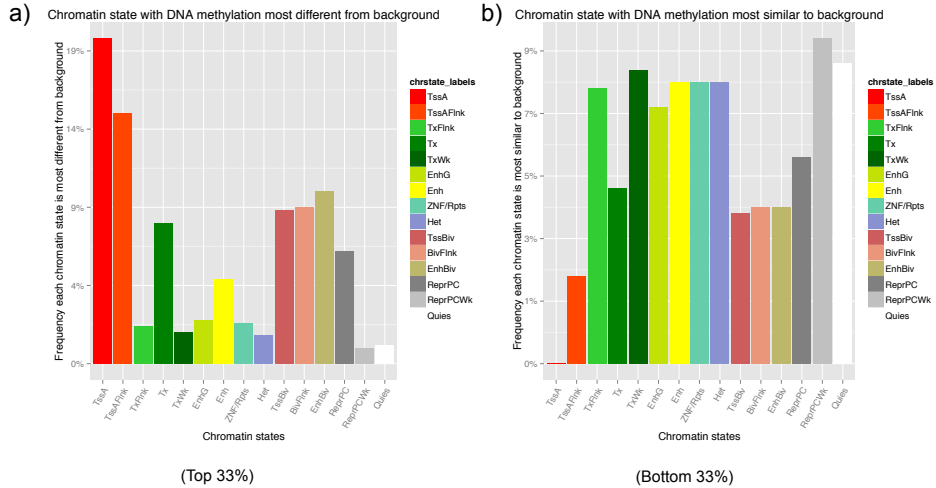 a)
Chromatin state with DNA methylation most different from background
Frequency each chromatin state is most different from background
19%
14%
9%
4%
0%
TssA
TssAFlnk
TxFlnk
Tx
TxWk
EnhG
Enh
ZNF/Rpts
Het
TssBiv
BivFlnk
EnhBiv
ReprPC
ReprPCWk
Quies
Chromatin states
chrstate_labels
TssA
TssAFlnk
TxFlnk
Tx
TxWk
EnhG
Enh
ZNF/Rpts
Het
TssBiv
BivFlnk
EnhBiv
ReprPC
ReprPCWk
Quies
(Top 33%)
b)
Chromatin state with DNA methylation most similar to background
Frequency each chromatin state is most similar to background
9%
7%
5%
3%
1%
0%
TssA
TssAFlnk
TxFlnk
Tx
TxWk
EnhG
Enh
ZNF/Rpts
Het
TssBiv
BivFlnk
EnhBiv
ReprPC
ReprPCWk
Quies
Chromatin states
chrstate_labels
TssA
TssAFlnk
TxFlnk
Tx
TxWk
EnhG
Enh
ZNF/Rpts
Het
TssBiv
BivFlnk
EnhBiv
ReprPC
ReprPCWk
Quies
(Bottom 33%)